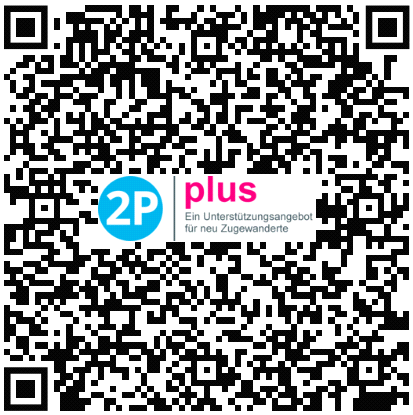 2P
plus
Ein Unterstützungsangebot
für neu Zugewanderte